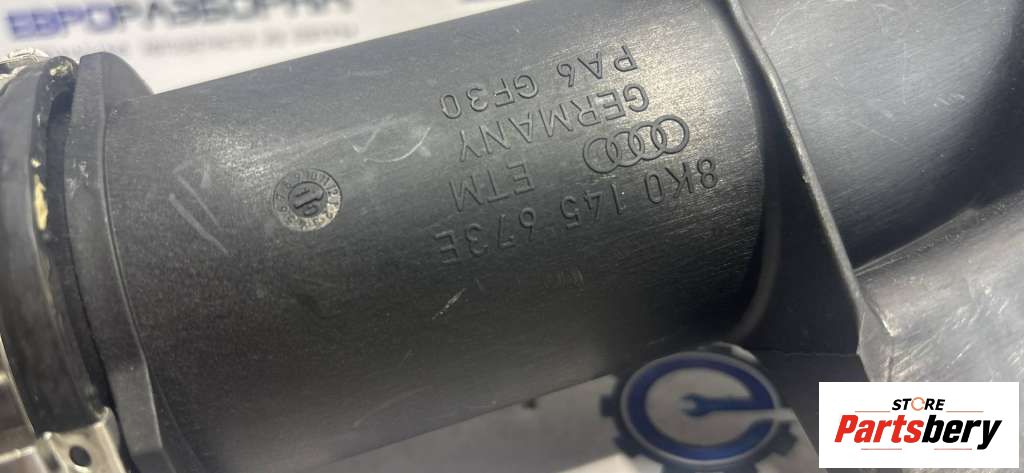 ЕВРОРАЗБОРКА
8K0 145 673E
ETM
GERMANY
PA6 GF30
STORE
Partsbery